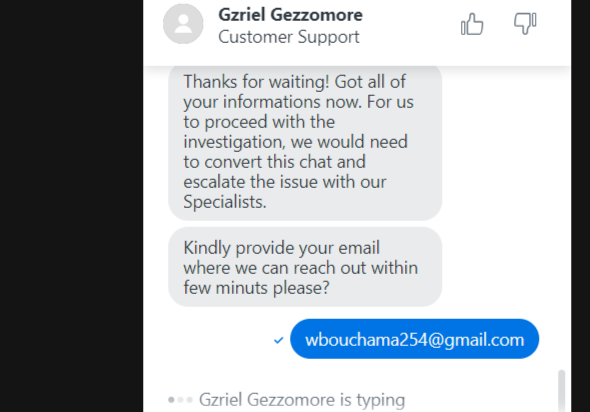 Gzriel Gezzomore
Customer Support
Thanks for waiting! Got all of
your informations now. For us
to proceed with the
investigation, we would need
to convert this chat and
escalate the issue with our
Specialists.
Kindly provide your email
where we can reach out within
few minuts please?
wbouchama254@gmail.com
Gzriel Gezzomore is typing